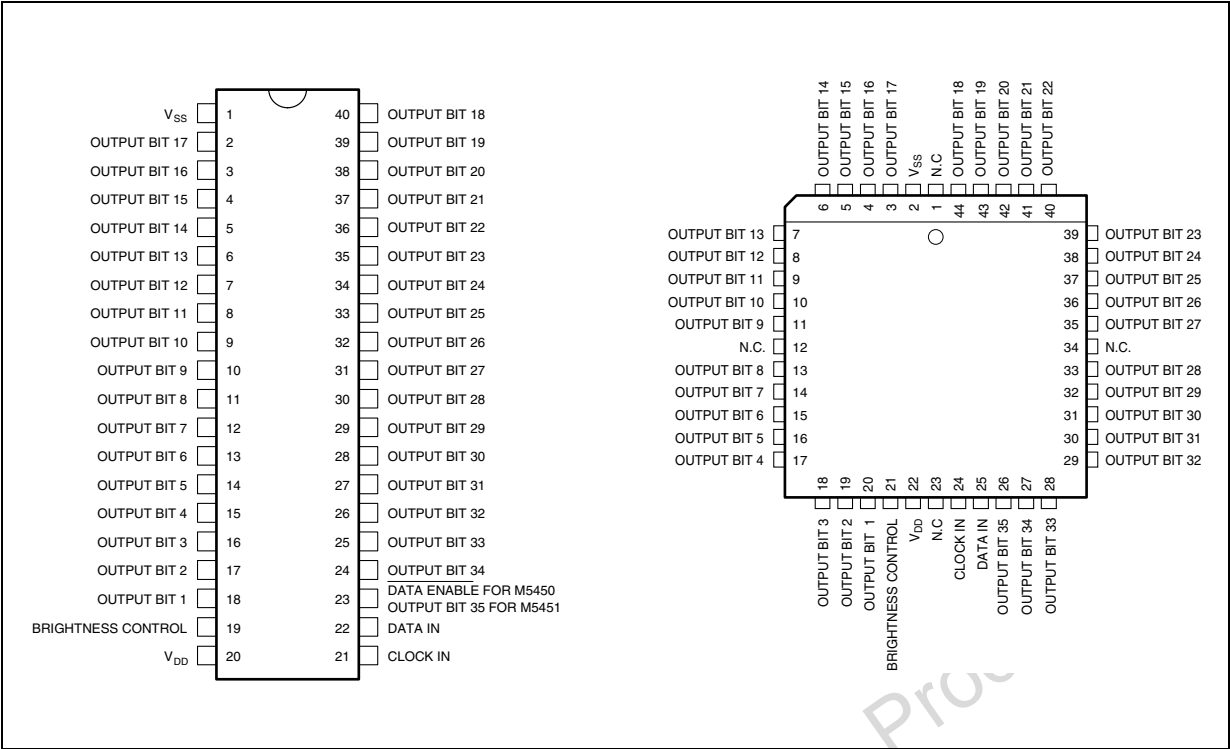 VSS 1 40 OUTPUT BIT 18
OUTPUT BIT 17 2 39 OUTPUT BIT 19
OUTPUT BIT 16 3 38 OUTPUT BIT 20
OUTPUT BIT 15 4 37 OUTPUT BIT 21
OUTPUT BIT 14 5 36 OUTPUT BIT 22
OUTPUT BIT 13 6 35 OUTPUT BIT 23
OUTPUT BIT 12 7 34 OUTPUT BIT 24
OUTPUT BIT 11 8 33 OUTPUT BIT 25
OUTPUT BIT 10 9 32 OUTPUT BIT 26
OUTPUT BIT 9 10 31 OUTPUT BIT 27
OUTPUT BIT 8 11 30 OUTPUT BIT 28
OUTPUT BIT 7 12 29 OUTPUT BIT 29
OUTPUT BIT 6 13 28 OUTPUT BIT 30
OUTPUT BIT 5 14 27 OUTPUT BIT 31
OUTPUT BIT 4 15 26 OUTPUT BIT 32
OUTPUT BIT 3 16 25 OUTPUT BIT 33
OUTPUT BIT 2 17 24 OUTPUT BIT 34
OUTPUT BIT 1 18 23 DATA ENABLE FOR M5450
OUTPUT BIT 35 FOR M5451
BRIGHTNESS CONTROL 19 22 DATA IN
VDD 20 21 CLOCK IN
OUTPUT BIT 14
OUTPUT BIT 15
OUTPUT BIT 16
OUTPUT BIT 17
VSS
N.C
OUTPUT BIT 18
OUTPUT BIT 19
OUTPUT BIT 20
OUTPUT BIT 21
OUTPUT BIT 22
6 5 4 3 2 1 44 43 42 41 40
OUTPUT BIT 13 7 39 OUTPUT BIT 23
OUTPUT BIT 12 8 38 OUTPUT BIT 24
OUTPUT BIT 11 9 37 OUTPUT BIT 25
OUTPUT BIT 10 10 36 OUTPUT BIT 26
OUTPUT BIT 9 11 35 OUTPUT BIT 27
N.C. 12 34 N.C.
OUTPUT BIT 8 13 33 OUTPUT BIT 28
OUTPUT BIT 7 14 32 OUTPUT BIT 29
OUTPUT BIT 6 15 31 OUTPUT BIT 30
OUTPUT BIT 5 16 30 OUTPUT BIT 31
OUTPUT BIT 4 17 29 OUTPUT BIT 32
18 19 20 21 22 23 24 25 26 27 28
OUTPUT BIT 3
OUTPUT BIT 2
OUTPUT BIT 1
BRIGHTNESS CONTROL
VDD
N.C
CLOCK IN
DATA IN
OUTPUT BIT 35
OUTPUT BIT 34
OUTPUT BIT 33